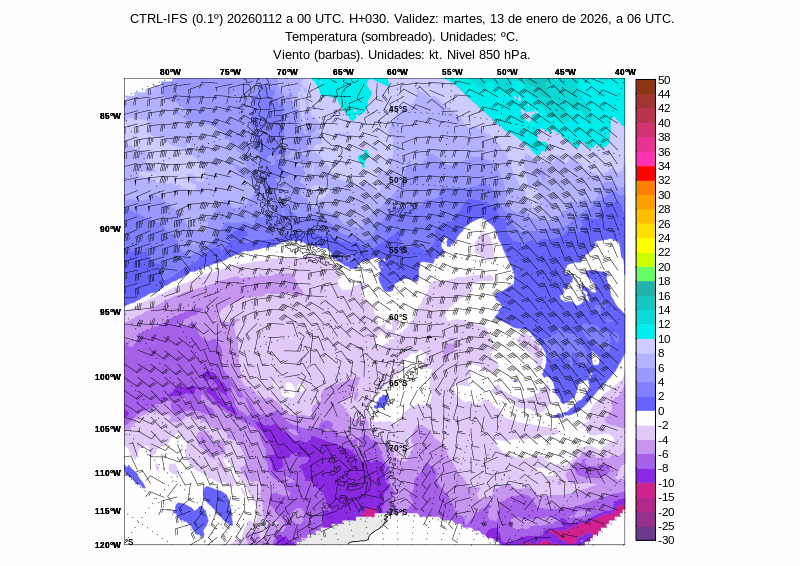 CTRL-IFS (0.1º) 20260112 a 00 UTC. H+030. Validez: martes, 13 de enero de 2026, a 06 UTC.
Temperatura (sombreado). Unidades: ºC.
Viento (barbas). Unidades: kt. Nivel 850 hPa.
80°W 75°W 70°W 65°W 60°W 55°W 50°W 45°W 40°W
85°W
90°W
95°W
100°W
105°W
110°W
115°W
120°W
45°S
50°S
55°S
60°S
65°S
70°S
75°S
°S
50
44
42
40
38
36
34
32
30
28
26
24
22
20
18
16
14
12
10
8
6
4
2
0
-2
-4
-6
-8
-10
-15
-20
-25
-30